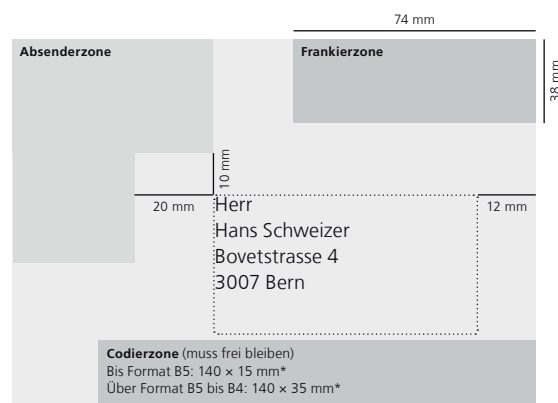 74 mm
Absenderzone
Frankierzone
38 mm
10 mm
20 mm
12 mm
Herr
Hans Schweizer
Bovetstrasse 4
3007 Bern
Codierzone (muss frei bleiben)
Bis Format B5: 140 × 15 mm*
Über Format B5 bis B4: 140 × 35 mm*